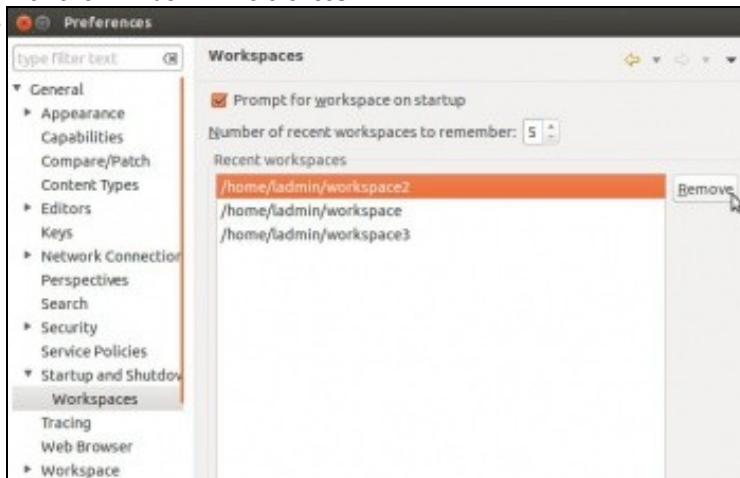 Preferences
type filter text
Workspaces
General
Appearance
Capabilities
Compare/Patch
Content Types
Editors
Keys
Network Connection
Perspectives
Search
Security
Service Policies
Startup and Shutdow
Workspaces
Tracing
Web Browser
Workspace
Prompt for workspace on startup
Number of recent workspaces to remember: 5
Recent workspaces
/home/ladmin/workspace2
/home/ladmin/workspace
/home/ladmin/workspace3
Remove